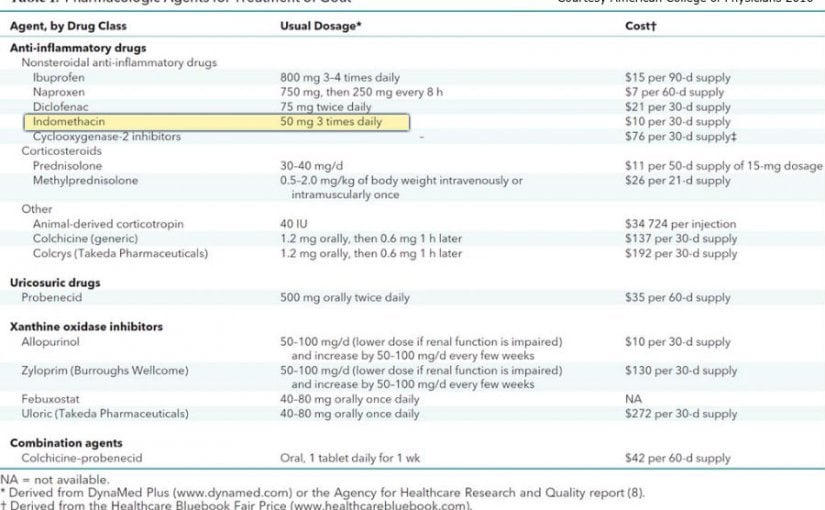 Table 1. Pharmacologic Agents for Treatment of Gout
Courtesy American College of Physicians 2016
Agent, by Drug Class Usual Dosage* Cost†
Anti-inflammatory drugs
Nonsteroidal anti-inflammatory drugs
Ibuprofen 800 mg 3–4 times daily $15 per 90-d supply
Naproxen 750 mg, then 250 mg every 8 h $7 per 60-d supply
Diclofenac 75 mg twice daily $21 per 30-d supply
Indomethacin 50 mg 3 times daily $10 per 30-d supply
Cyclooxygenase-2 inhibitors - $76 per 30-d supply‡
Corticosteroids
Prednisolone 30-40 mg/d $11 per 50-d supply of 15-mg dosage
Methylprednisolone 0.5–2.0 mg/kg of body weight intravenously or $26 per 21-d supply
intramuscularly once
Other
Animal-derived corticotropin 40 IU $34 724 per injection
Colchicine (generic) 1.2 mg orally, then 0.6 mg 1 h later $137 per 30-d supply
Colcrys (Takeda Pharmaceuticals) 1.2 mg orally, then 0.6 mg 1 h later $192 per 30-d supply
Uricosuric drugs
Probenecid 500 mg orally twice daily $35 per 60-d supply
Xanthine oxidase inhibitors
Allopurinol 50-100 mg/d (lower dose if renal function is impaired) $10 per 30-d supply
and increase by 50-100 mg/d every few weeks
Zyloprim (Burroughs Wellcome) 50-100 mg/d (lower dose if renal function is impaired) $130 per 30-d supply
and increase by 50-100 mg/d every few weeks
Febuxostat 40-80 mg orally once daily NA
Uloric (Takeda Pharmaceuticals) 40-80 mg orally once daily $272 per 30-d supply
Combination agents
Colchicine-probenecid Oral, 1 tablet daily for 1 wk $42 per 60-d supply
NA = not available.
* Derived from DynaMed Plus (www.dynamed.com) or the Agency for Healthcare Research and Quality report (8).
† Derived from the Healthcare Bluebook Fair Price (www.healthcarebluebook.com).